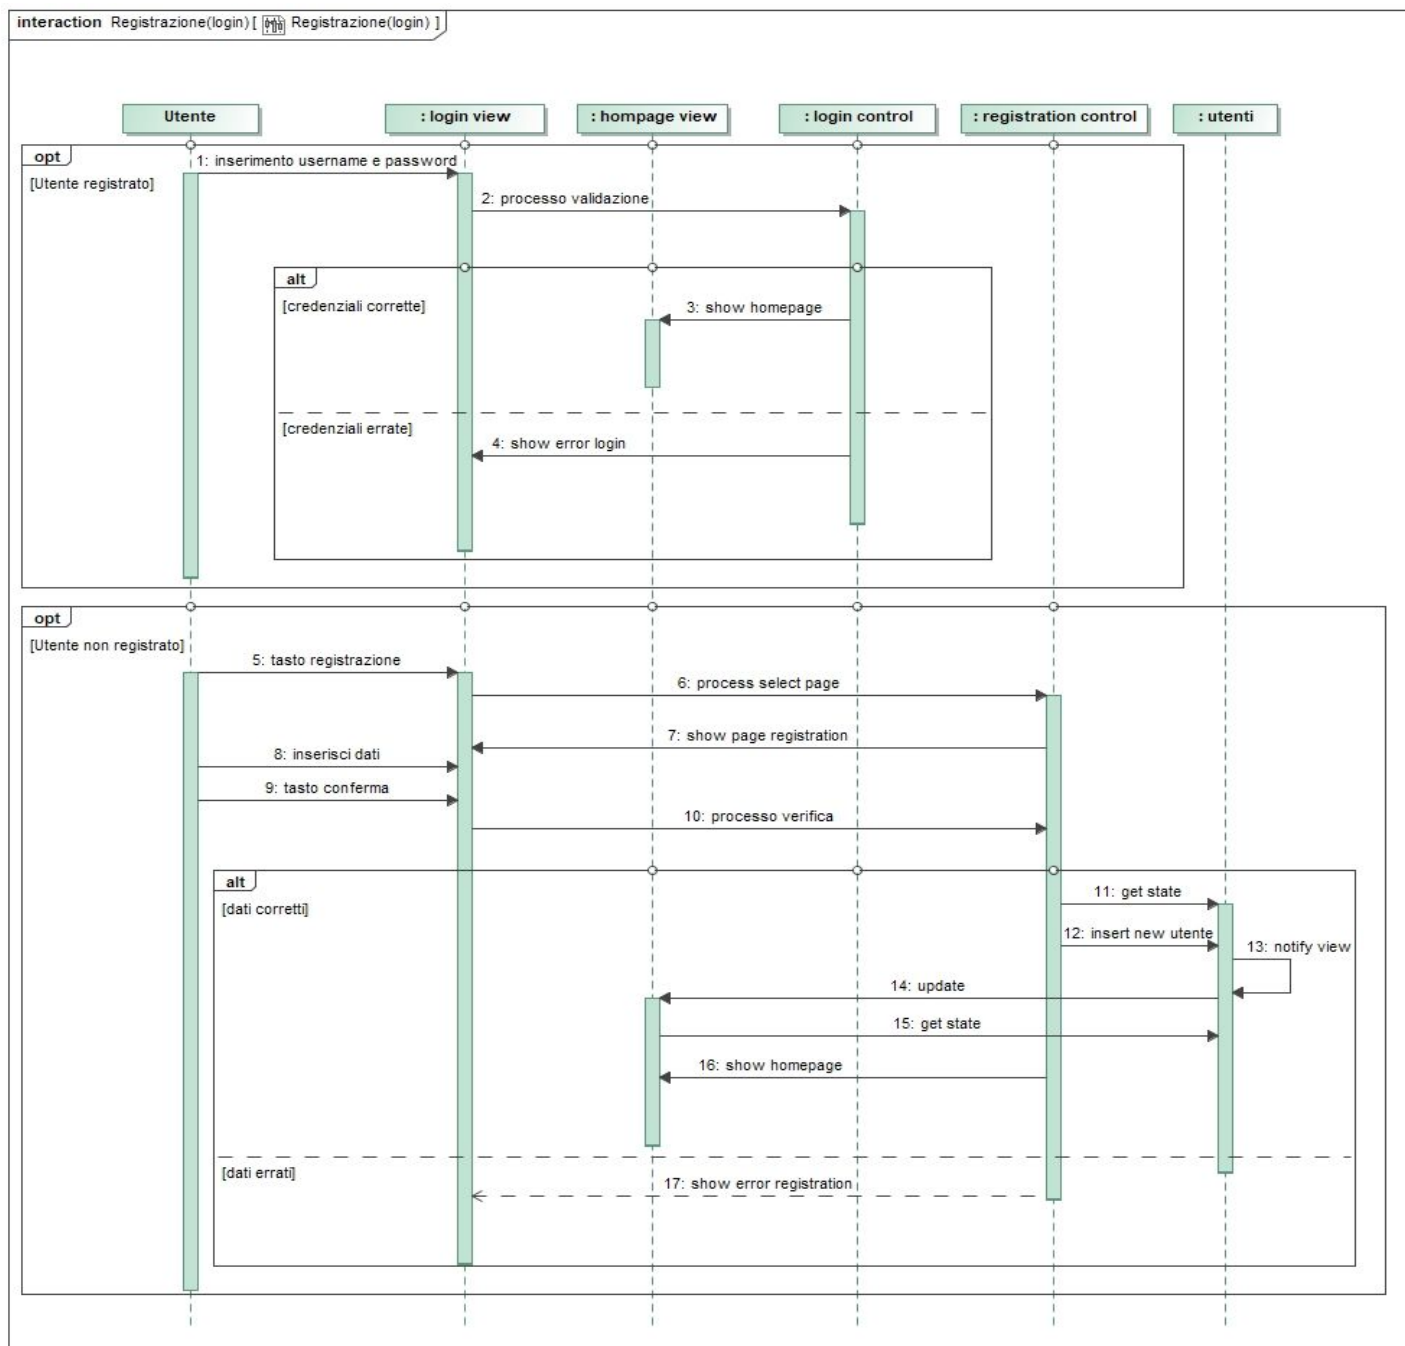 interaction Registrazione(login) [ Registrazione(login) ]
Utente
: login view
: hompage view
: login control
: registration control
: utenti
opt
[Utente registrato]
1: inserimento username e password
2: processo validazione
alt
[credenziali corrette]
3: show homepage
[credenziali errate]
4: show error login
opt
[Utente non registrato]
5: tasto registrazione
6: process select page
7: show page registration
8: inserisci dati
9: tasto conferma
10: processo verifica
alt
[dati corretti]
11: get state
12: insert new utente
13: notify view
14: update
15: get state
16: show homepage
[dati errati]
17: show error registration